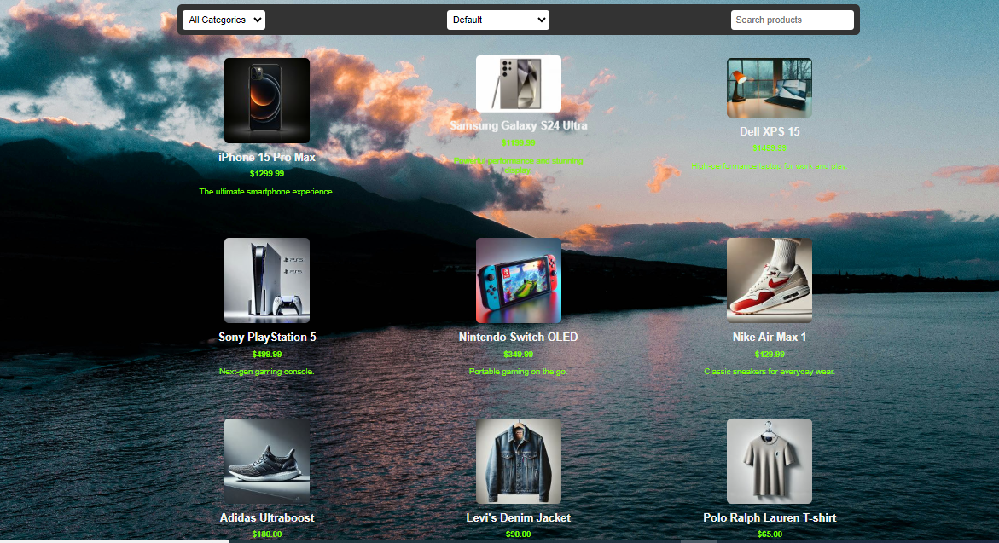 All Categories
Default
Search products
iPhone 15 Pro Max
$1299.99
The ultimate smartphone experience.
Samsung Galaxy S24 Ultra
$1199.99
display.
Dell XPS 15
$1499.99
Sony PlayStation 5
$499.99
Next-gen gaming console.
Nintendo Switch OLED
$349.99
Portable gaming on the go.
Nike Air Max 1
$129.99
Classic sneakers for everyday wear.
Adidas Ultraboost
$180.00
Levi's Denim Jacket
$98.00
Polo Ralph Lauren T-shirt
$65.00
PS5
PS5